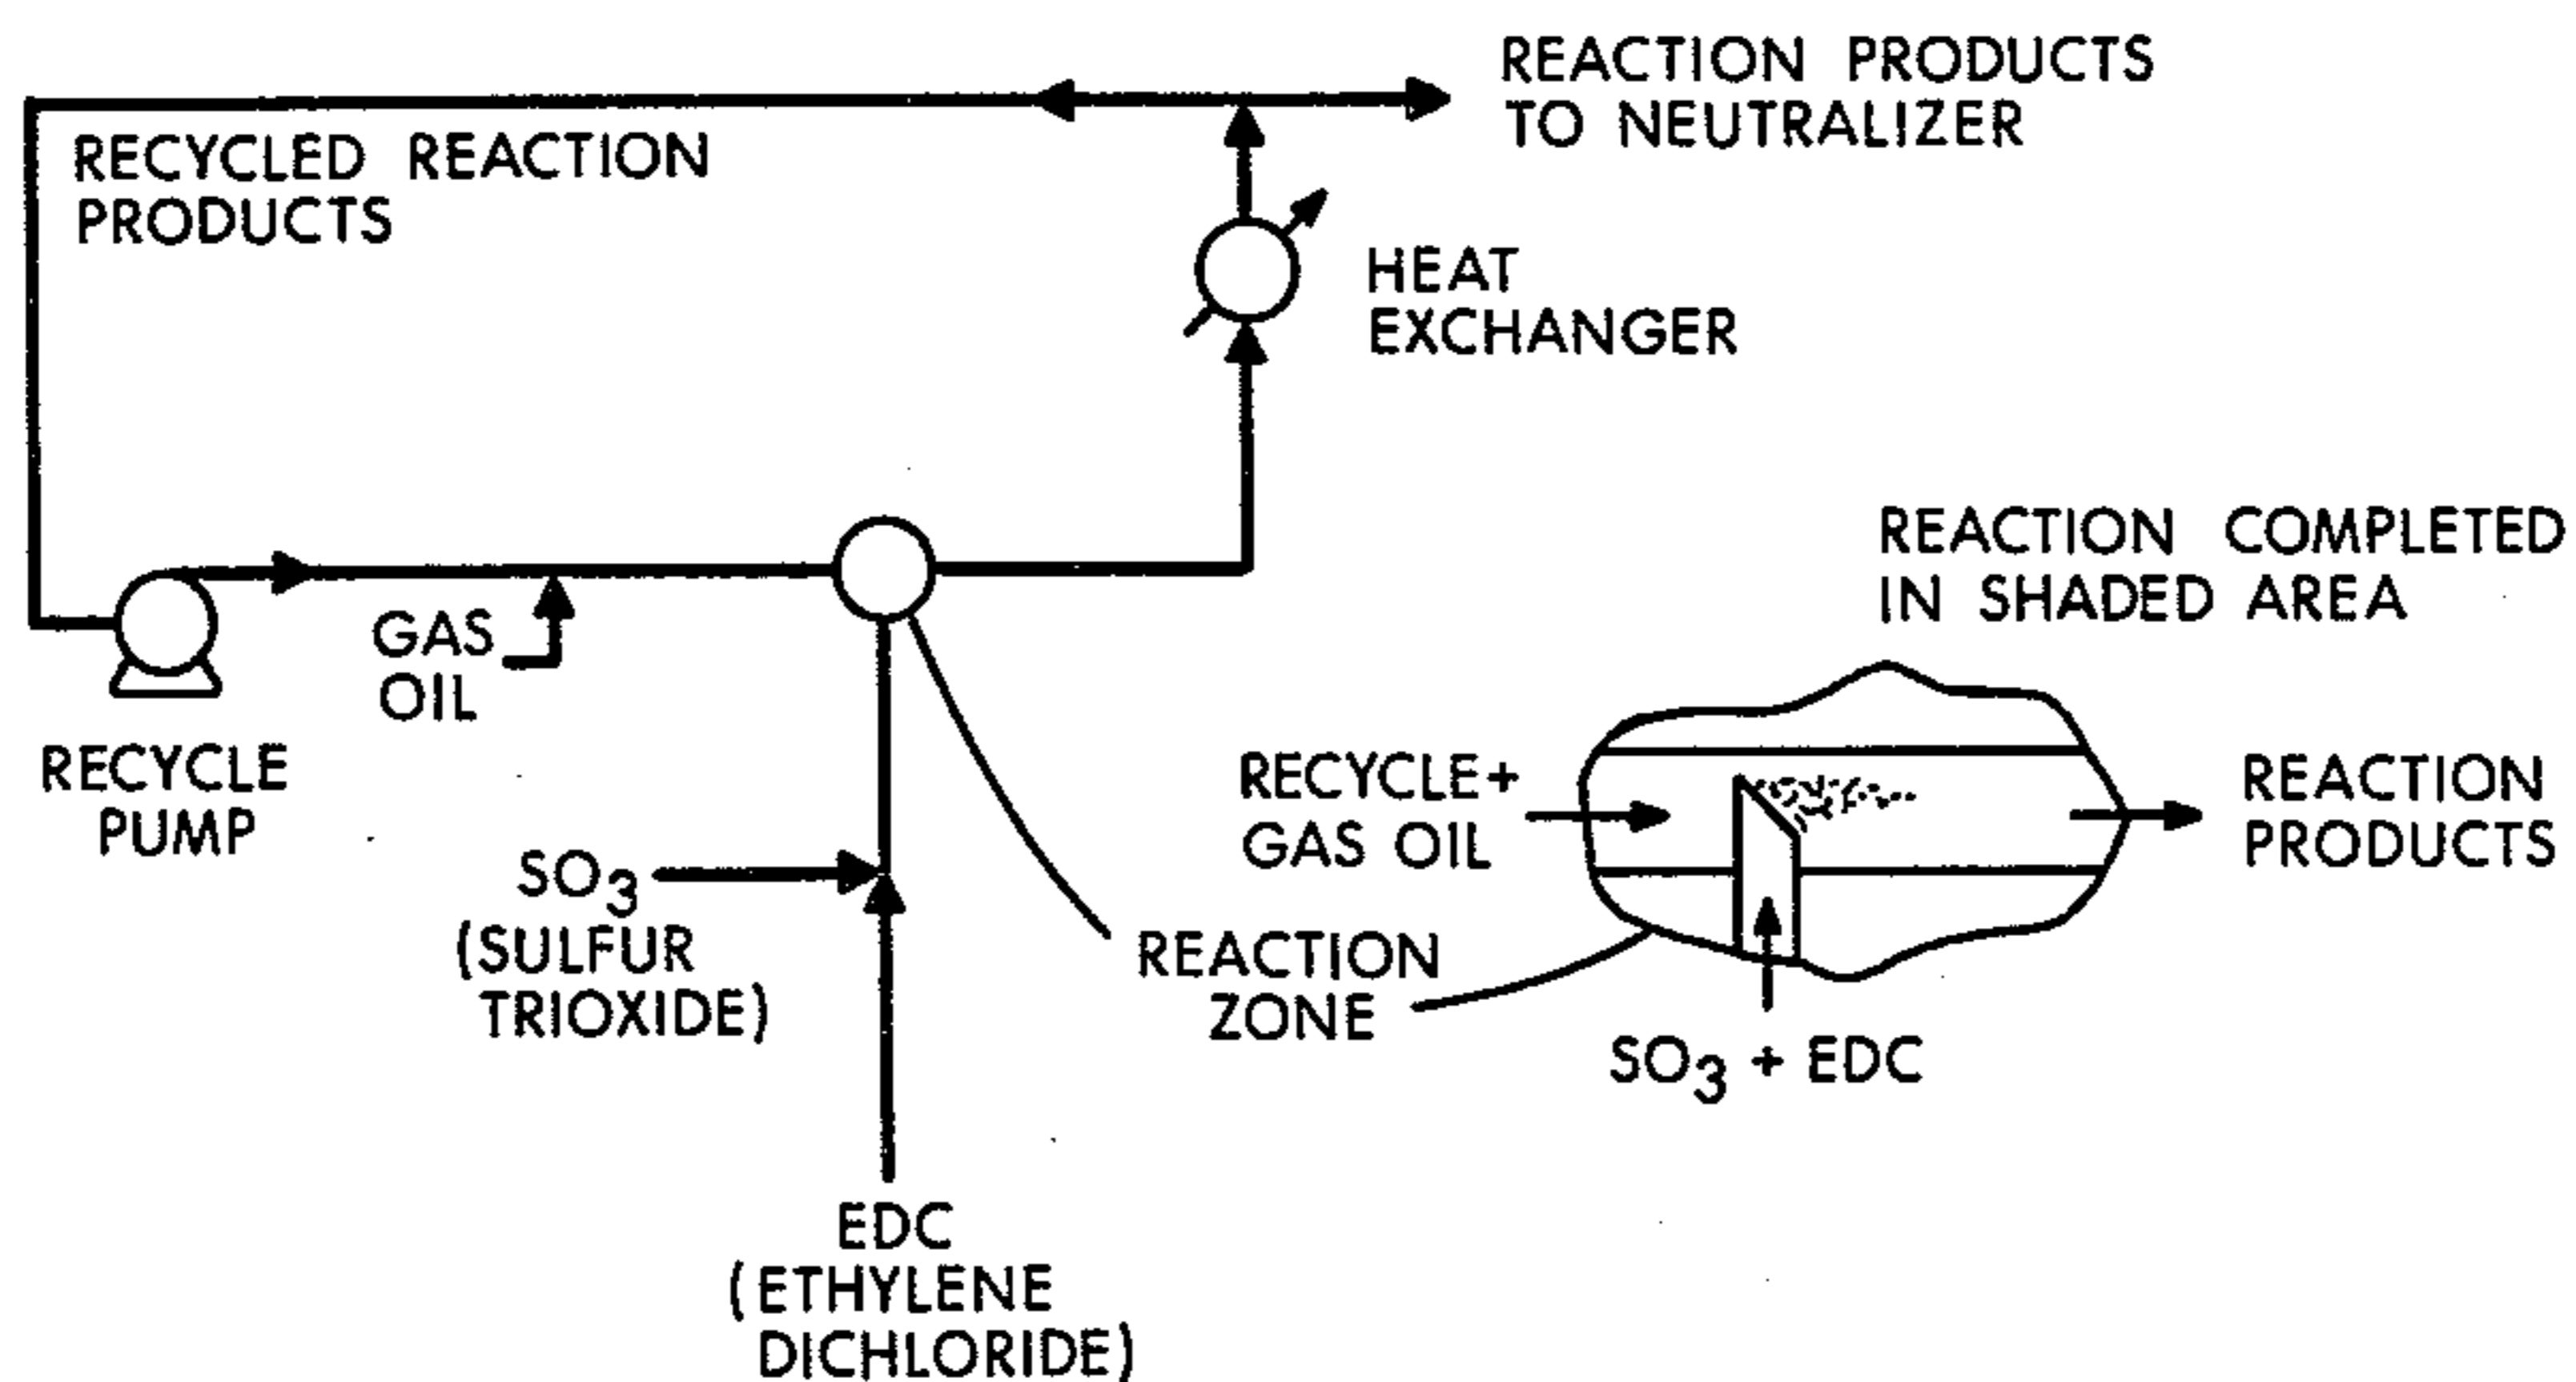 REACTION PRODUCTS
TO NEUTRALIZER
RECYCLED REACTION
PRODUCTS
HEAT
EXCHANGER
REACTION COMPLETED
IN SHADED AREA
GAS
OIL
RECYCLE
PUMP
RECYCLE+
GAS OIL
REACTION
PRODUCTS
SO3
(SULFUR
TRIOXIDE)
REACTION
ZONE
SO3 + EDC
EDC
(ETHYLENE
DICHLORIDE)